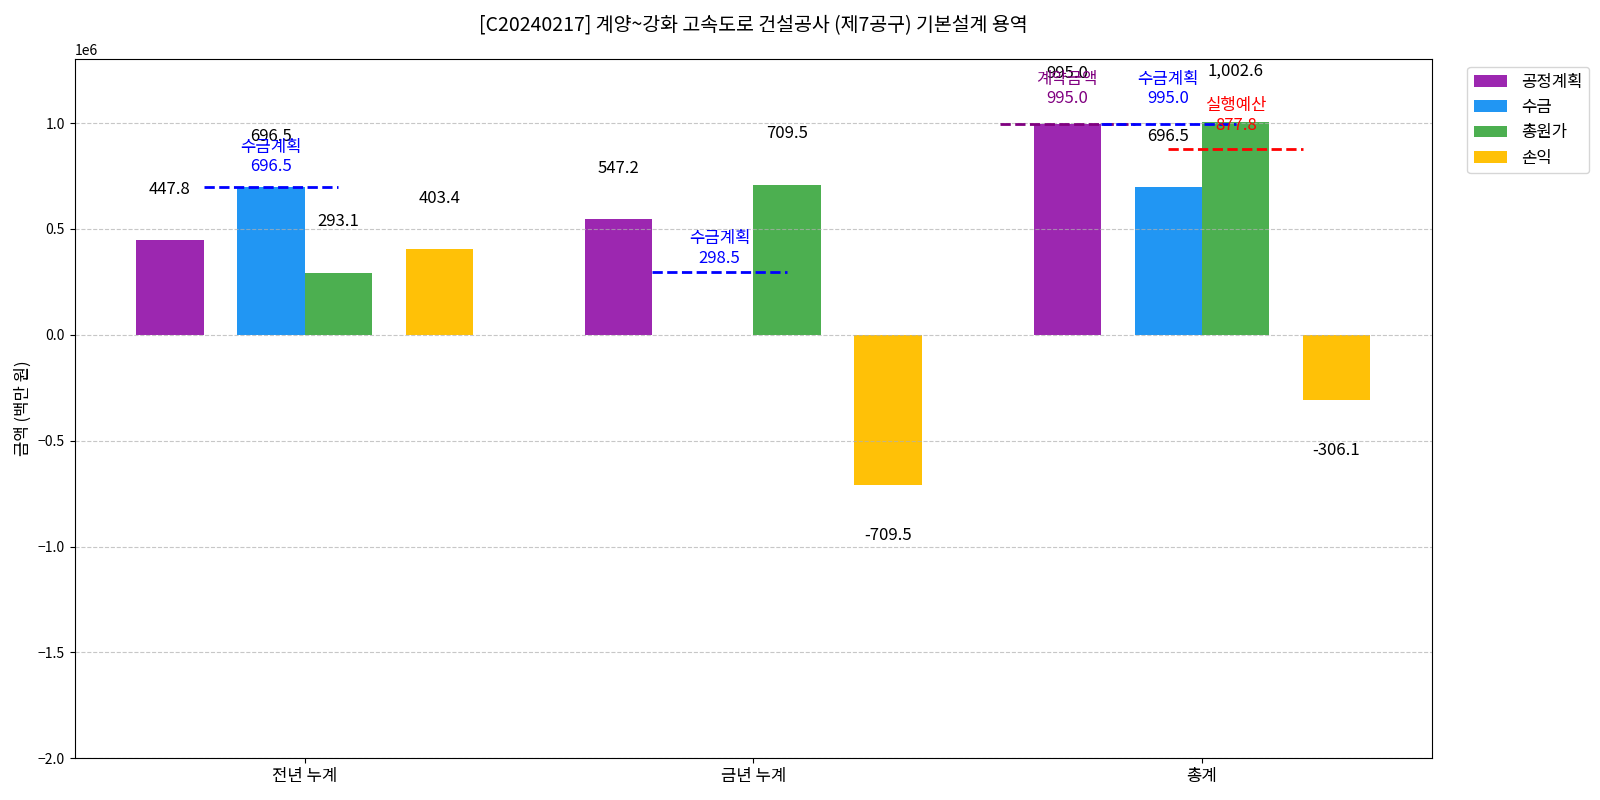 [C20240217] 계양~강화 고속도로 건설공사 (제7공구) 기본설계 용역
1e6
금액 (백만 원)
1.0
0.5
0.0
−0.5
−1.0
−1.5
−2.0
447.8
696.5
수금계획
696.5
293.1
403.4
547.2
수금계획
298.5
709.5
-709.5
995.0
계약금액
995.0
수금계획
995.0
696.5
1,002.6
실행예산
877.8
-306.1
전년 누계
금년 누계
총계
공정계획
수금
총원가
손익